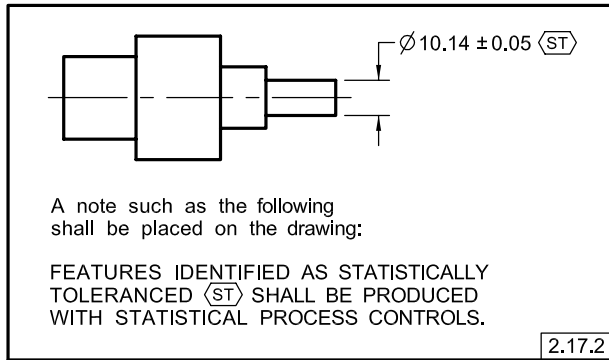 ⌀10.14 ±0.05 ST
A note such as the following
shall be placed on the drawing:
FEATURES IDENTIFIED AS STATISTICALLY
TOLERANCED ST SHALL BE PRODUCED
WITH STATISTICAL PROCESS CONTROLS.
2.17.2